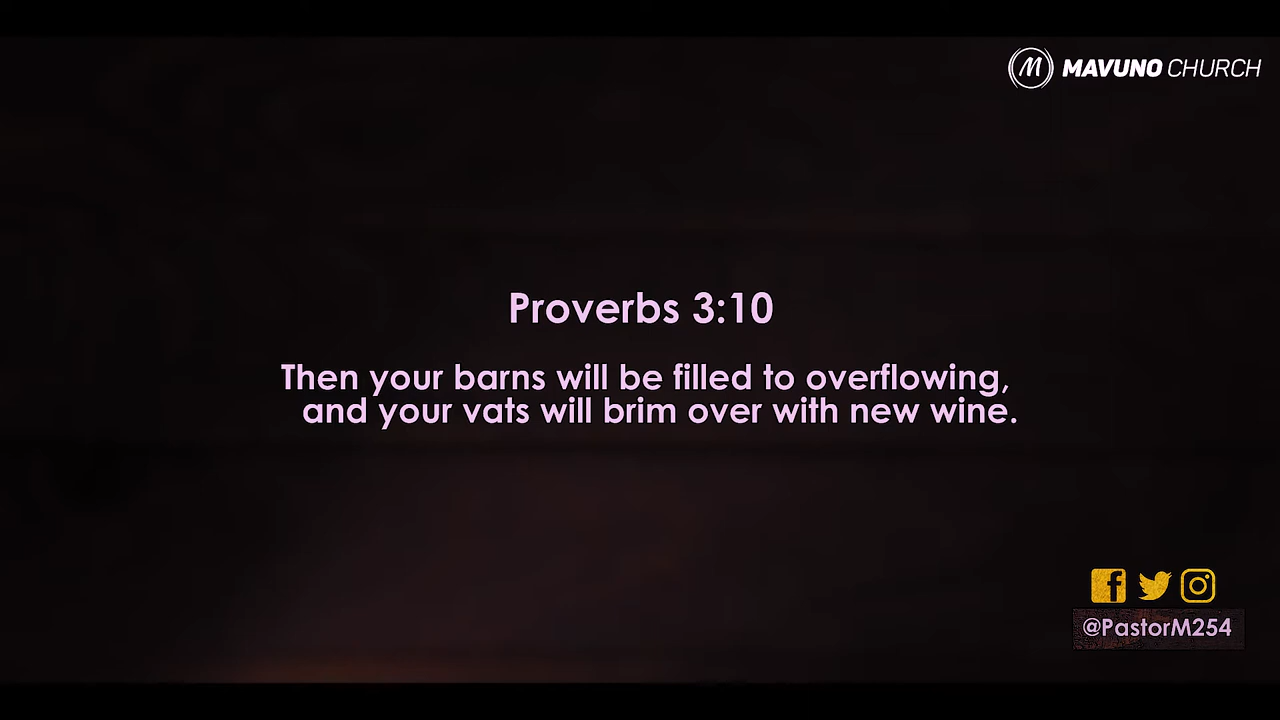 MAVUNO CHURCH
Proverbs 3:10
Then your barns will be filled to overflowing,
and your vats will brim over with new wine.
@PastorM254